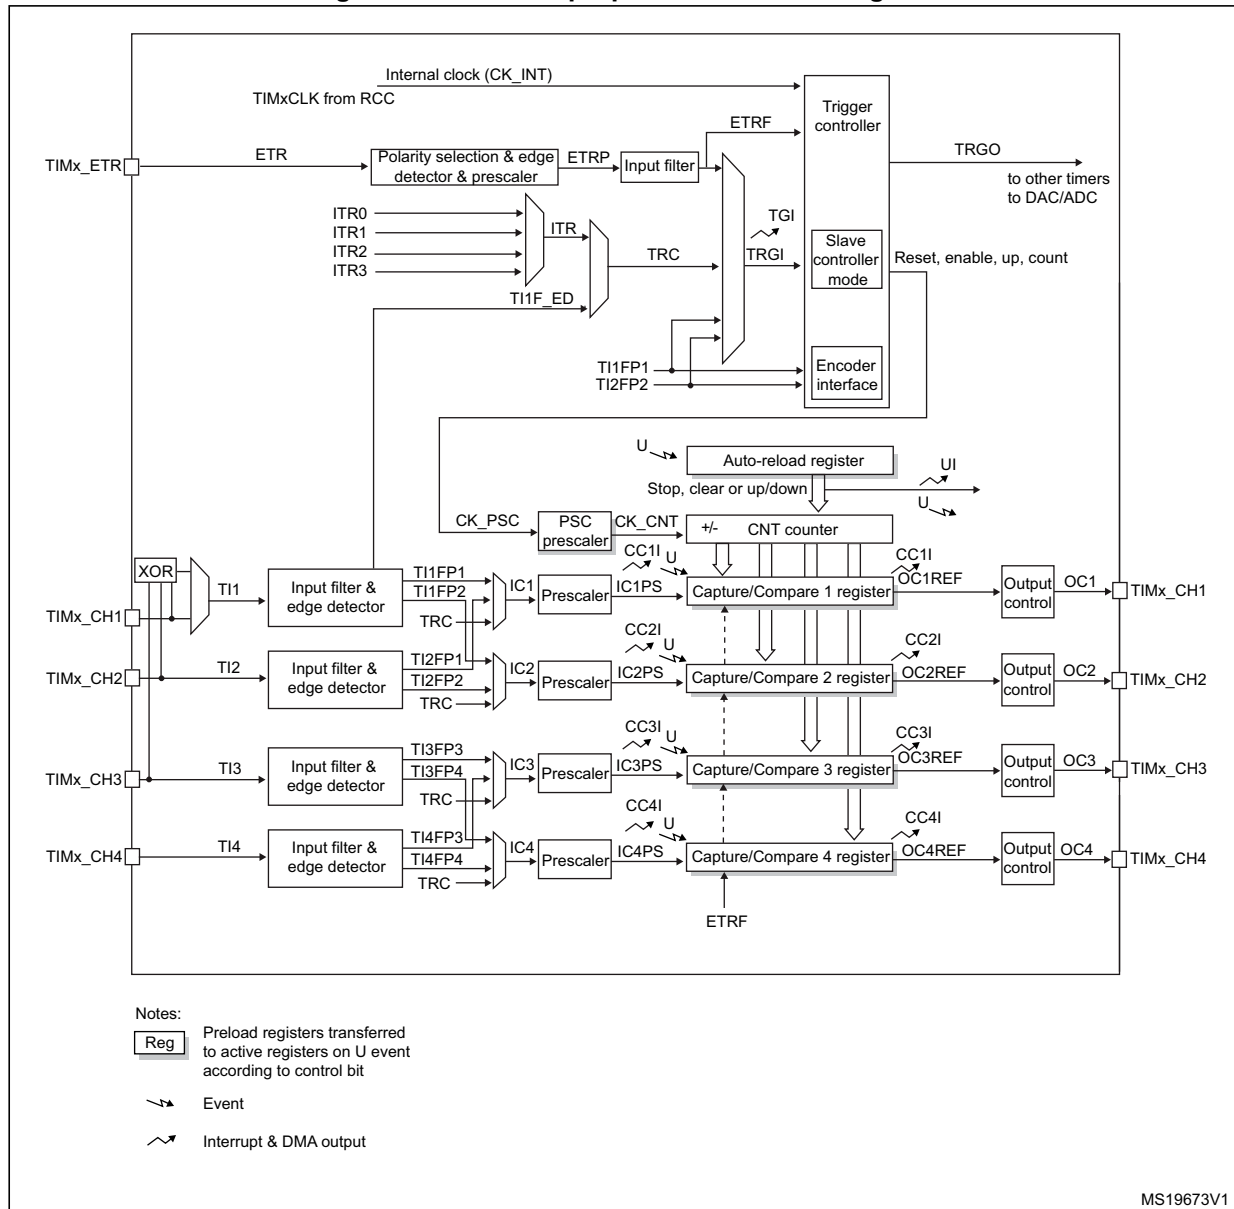 Internal clock (CK_INT)
TIMxCLK from RCC
Trigger
controller
ETRF
TIMx_ETR
ETR
Polarity selection & edge
detector & prescaler
ETRP
Input filter
TRGO
to other timers
to DAC/ADC
ITR0
ITR1
ITR2
ITR3
ITR
TRC
TGI
TRGI
Slave
controller
mode
Reset, enable, up, count
TI1F_ED
TI1FP1
TI2FP2
Encoder
interface
U
Auto-reload register
UI
Stop, clear or up/down
U
CK_PSC
PSC
prescaler
CK_CNT
+/-
CNT counter
XOR
TI1
Input filter &
edge detector
TI1FP1
TI1FP2
TRC
IC1
Prescaler
IC1PS
CC1I
U
Capture/Compare 1 register
CC1I
OC1REF
Output
control
OC1
TIMx_CH1
TIMx_CH1
TIMx_CH2
TI2
Input filter &
edge detector
TI2FP1
TI2FP2
TRC
IC2
Prescaler
IC2PS
CC2I
U
Capture/Compare 2 register
CC2I
OC2REF
Output
control
OC2
TIMx_CH2
TIMx_CH3
TI3
Input filter &
edge detector
TI3FP3
TI3FP4
TRC
IC3
Prescaler
IC3PS
CC3I
U
Capture/Compare 3 register
CC3I
OC3REF
Output
control
OC3
TIMx_CH3
TIMx_CH4
TI4
Input filter &
edge detector
TI4FP3
TI4FP4
TRC
IC4
Prescaler
IC4PS
CC4I
U
Capture/Compare 4 register
CC4I
OC4REF
Output
control
OC4
TIMx_CH4
ETRF
Notes:
Reg
Preload registers transferred
to active registers on U event
according to control bit
Event
Interrupt & DMA output
MS19673V1